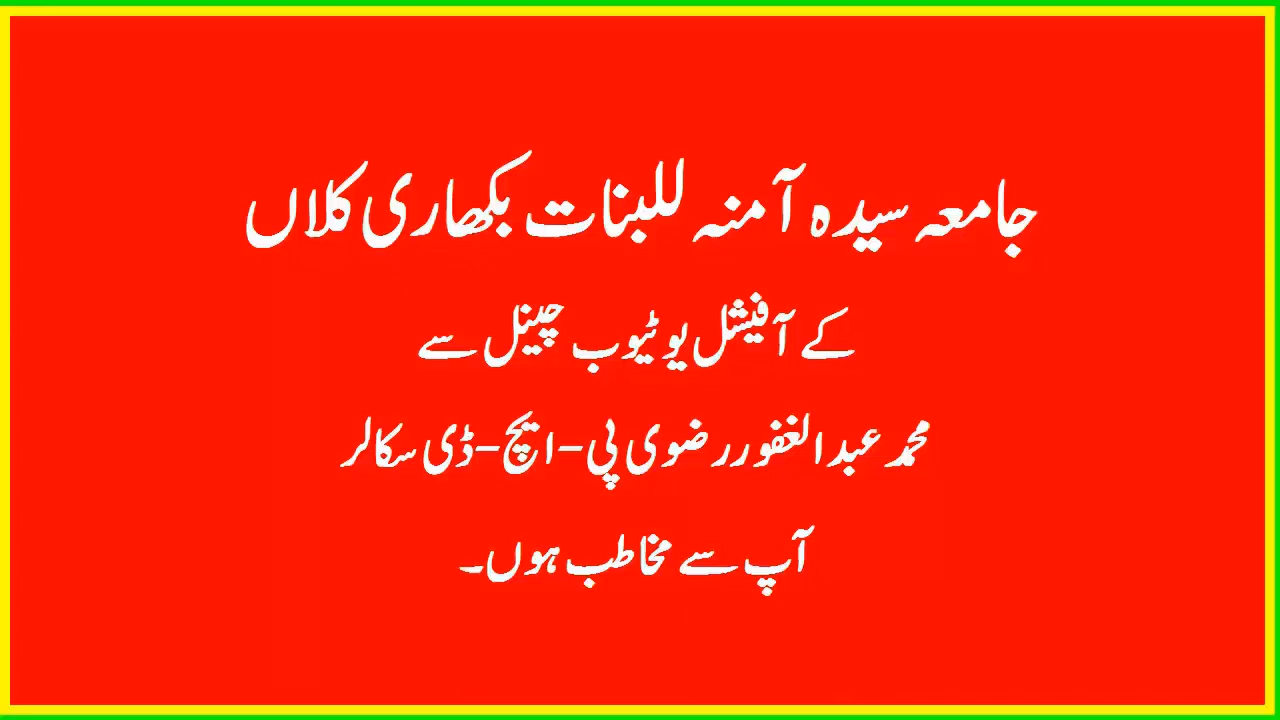 جامعہ سیدہ آمنہ للبنات بکھاری کلاں
کے آفیشل یوٹیوب چینل سے
محمد عبدالغفور رضوی پی-ایچ-ڈی سکالر
آپ سے مخاطب ہوں۔